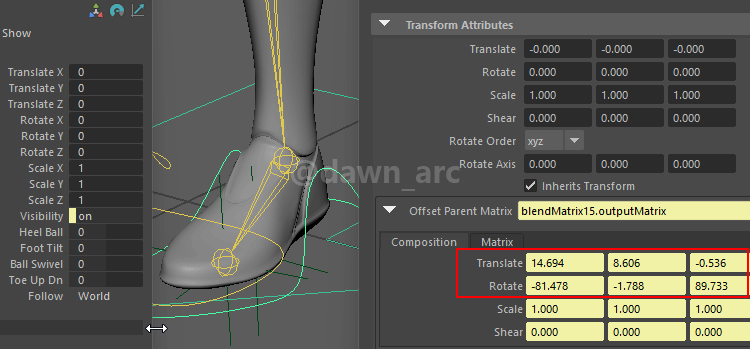 Show
Translate X 0
Translate Y 0
Translate Z 0
Rotate X 0
Rotate Y 0
Rotate Z 0
Scale X 1
Scale Y 1
Scale Z 1
Visibility on
Heel Ball 0
Foot Tilt 0
Ball Swivel 0
Toe Up Dn 0
Follow World
@dawn_arc
Transform Attributes
Translate -0.000 -0.000 -0.000
Rotate 0.000 0.000 0.000
Scale 1.000 1.000 1.000
Shear 0.000 0.000 0.000
Rotate Order xyz
Rotate Axis 0.000 0.000 0.000
Inherits Transform
Offset Parent Matrix blendMatrix15.outputMatrix
Composition Matrix
Translate 14.694 8.606 -0.536
Rotate -81.478 -1.788 89.733
Scale 1.000 1.000 1.000
Shear 0.000 0.000 0.000